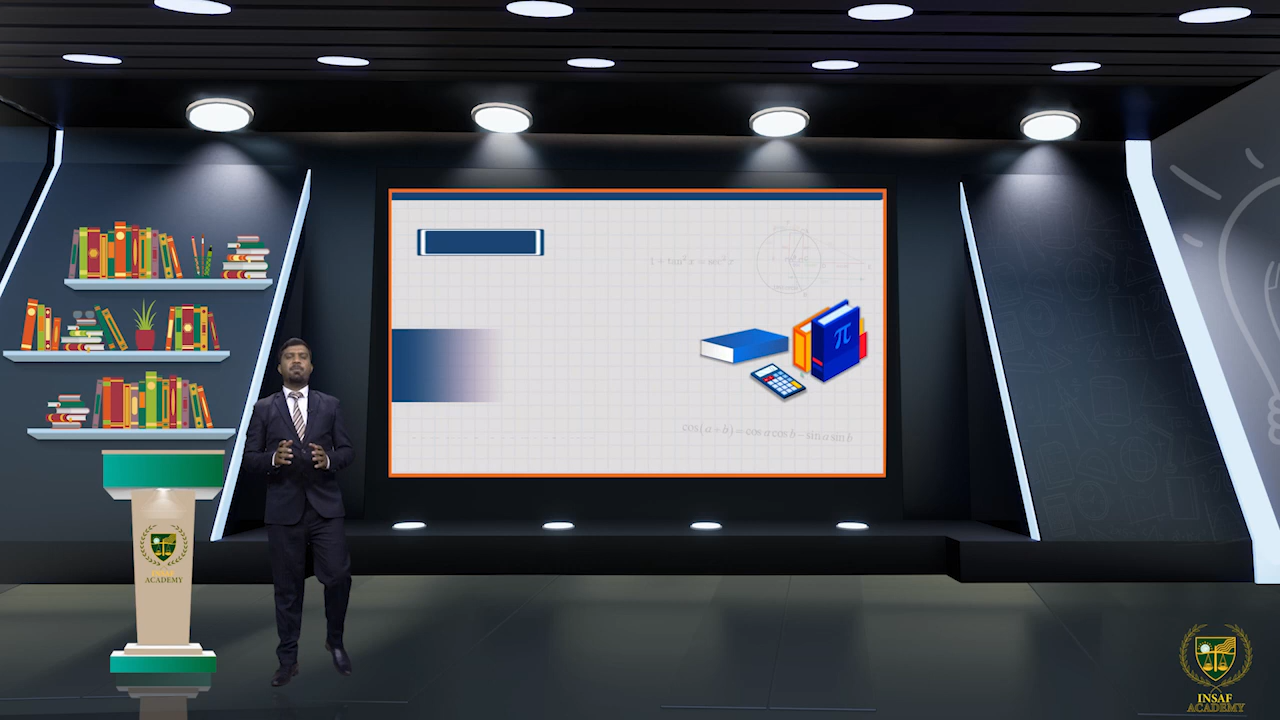 1 + tan² x = sec² x
π
cos(a+b)=cos a cos b − sin a sin b
ACADEMY
INSAF
ACADEMY